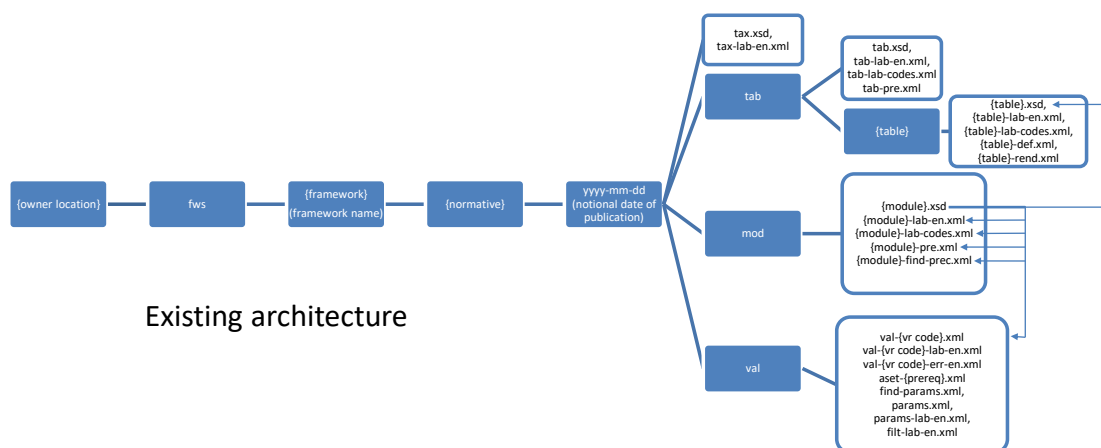 tax.xsd,
tax-lab-en.xml
tab
tab.xsd,
tab-lab-en.xml,
tab-lab-codes.xml
tab-pre.xml
{table}
{table}.xsd,
{table}-lab-en.xml,
{table}-lab-codes.xml,
{table}-def.xml,
{table}-rend.xml
{owner location}
fws
{framework}
(framework name)
{normative}
yyyy-mm-dd
(notional date of
publication)
mod
{module}.xsd
{module}-lab-en.xml
{module}-lab-codes.xml
{module}-pre.xml
{module}-find-prec.xml
Existing architecture
val
val-{vr code}.xml
val-{vr code}-lab-en.xml
val-{vr code}-err-en.xml
aset-{prereq}.xml
find-params.xml,
params.xml,
params-lab-en.xml,
filt-lab-en.xml